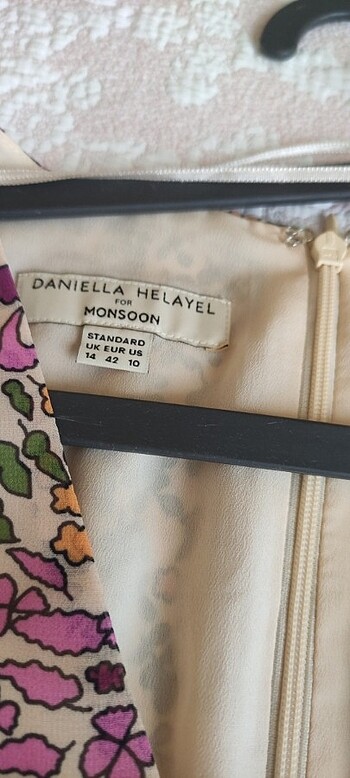 DANIELLA HELAYEL
FOR
MONSOON
STANDARD
UK EUR US
14 42 10